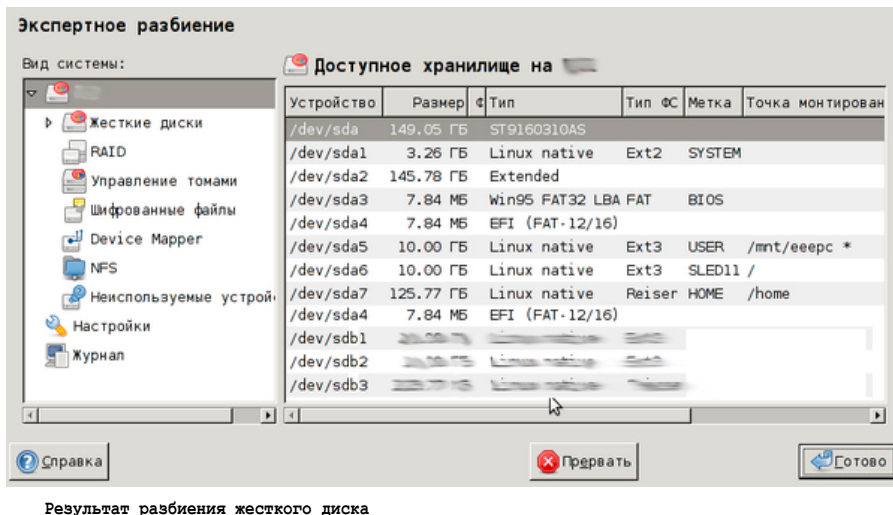 Экспертное разбиение
Вид системы:
Жесткие диски
RAID
Управление томами
Шифрованные файлы
Device Mapper
NFS
Неиспользуемые устрой
Настройки
Журнал
Доступное хранилище на
Устройство Размер Ф Тип Тип ФС Метка Точка монтирован
/dev/sda 149.05 ГБ ST9160310AS
/dev/sda1 3.26 ГБ Linux native Ext2 SYSTEM
/dev/sda2 145.78 ГБ Extended
/dev/sda3 7.84 МБ Win95 FAT32 LBA FAT BIOS
/dev/sda4 7.84 МБ EFI (FAT-12/16)
/dev/sda5 10.00 ГБ Linux native Ext3 USER /mnt/eeepc *
/dev/sda6 10.00 ГБ Linux native Ext3 SLED11 /
/dev/sda7 125.77 ГБ Linux native Reiser HOME /home
/dev/sda4 7.84 МБ EFI (FAT-12/16)
/dev/sdb1
/dev/sdb2
/dev/sdb3
Справка
Прервать
Готово
Результат разбиения жесткого диска